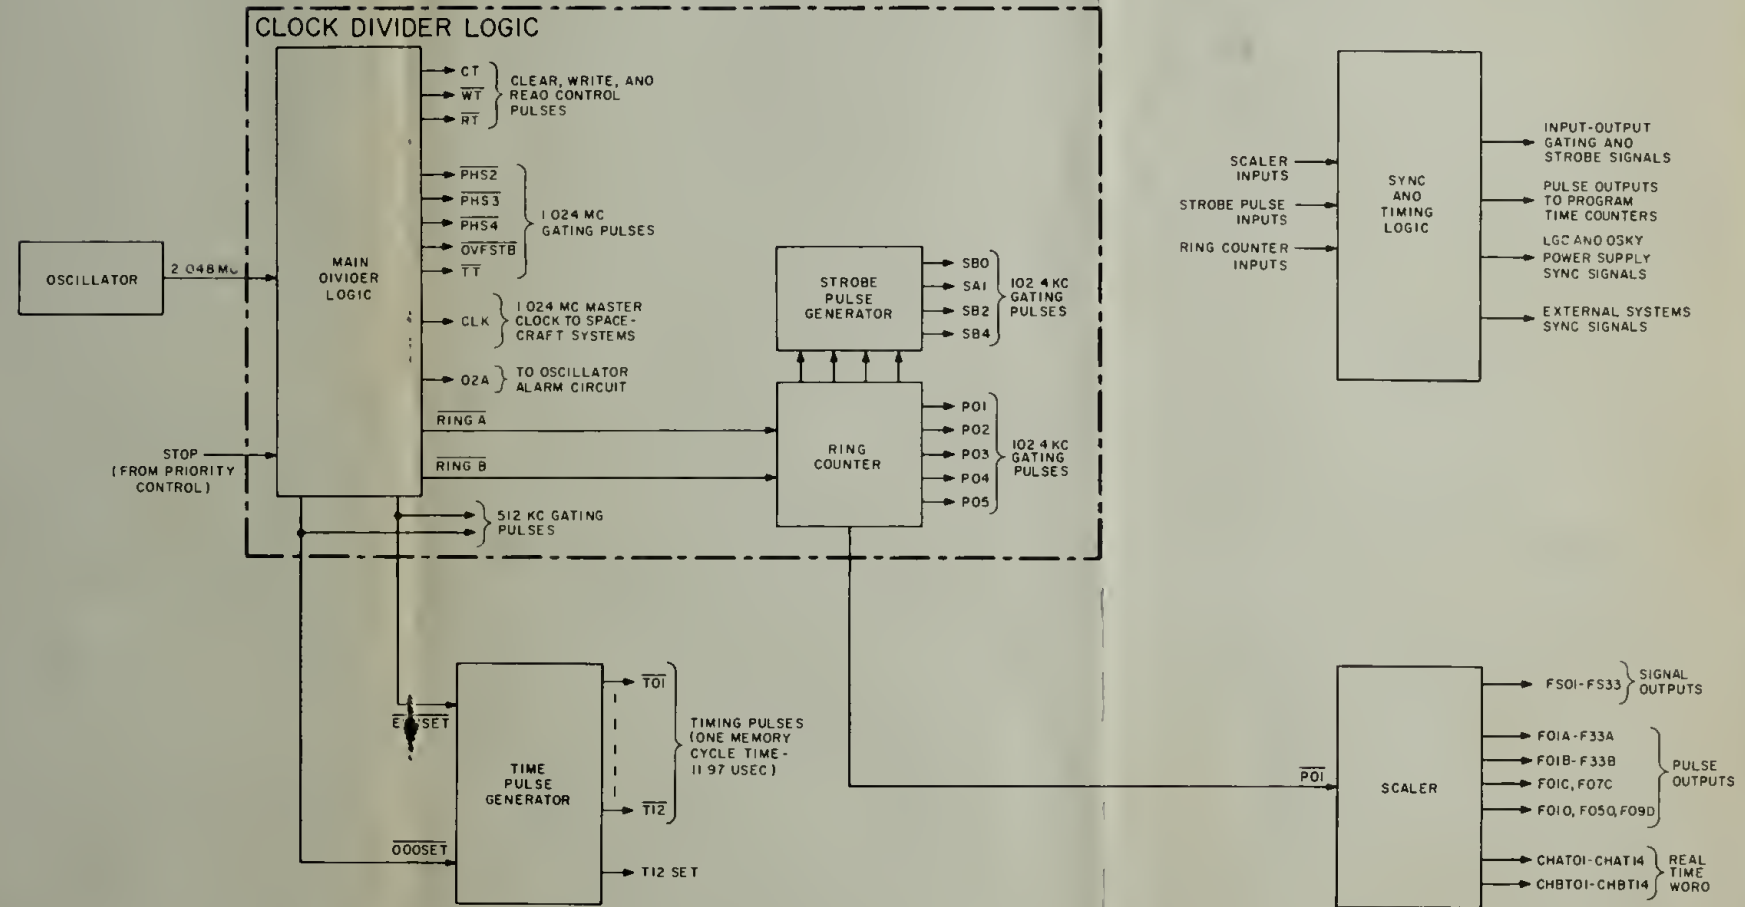 CLOCK DIVIDER LOGIC
OSCILLATOR
2.048 MC
STOP
(FROM PRIORITY
CONTROL)
MAIN
DIVIDER
LOGIC
CT
WT
RT
CLEAR, WRITE, AND
READ CONTROL
PULSES
PHS2
PHS3
PHS4
OVFSTB
TT
1.024 MC
GATING PULSES
CLK
1.024 MC MASTER
CLOCK TO SPACE-
CRAFT SYSTEMS
02A
TO OSCILLATOR
ALARM CIRCUIT
RING A
RING B
512 KC GATING
PULSES
STROBE
PULSE
GENERATOR
SB0
SA1
SB2
SB4
102.4 KC
GATING
PULSES
RING
COUNTER
P01
P02
P03
P04
P05
102.4 KC
GATING
PULSES
SCALER
INPUTS
STROBE PULSE
INPUTS
RING COUNTER
INPUTS
SYNC
AND
TIMING
LOGIC
INPUT-OUTPUT
GATING AND
STROBE SIGNALS
PULSE OUTPUTS
TO PROGRAM
TIME COUNTERS
LGC AND DSKY
POWER SUPPLY
SYNC SIGNALS
EXTERNAL SYSTEMS
SYNC SIGNALS
ODDSET
TIME
PULSE
GENERATOR
T01
T12
TIMING PULSES
(ONE MEMORY
CYCLE TIME-
11.97 USEC)
T12 SET
P01
SCALER
FS01-FS33
SIGNAL
OUTPUTS
F01A-F33A
F01B-F33B
F01C, F07C
F01D, F05D, F09D
PULSE
OUTPUTS
CHAT01-CHAT14
CHBT01-CHBT14
REAL
TIME
WORD